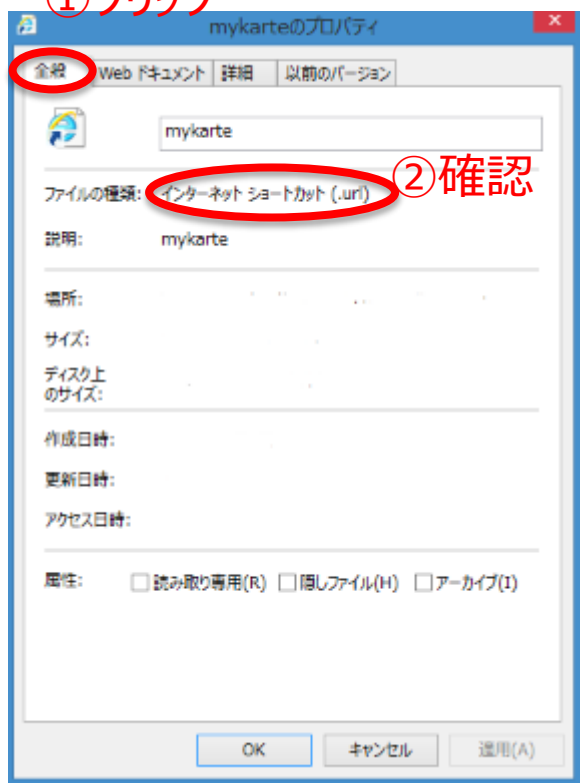 ①クリック
mykarteのプロパティ
全般 Web ドキュメント 詳細 以前のバージョン
mykarte
ファイルの種類: インターネット ショートカット (.url)
②確認
説明: mykarte
場所:
サイズ:
ディスク上
のサイズ:
作成日時:
更新日時:
アクセス日時:
属性: 読み取り専用(R) 隠しファイル(H) アーカイブ(I)
OK キャンセル 適用(A)